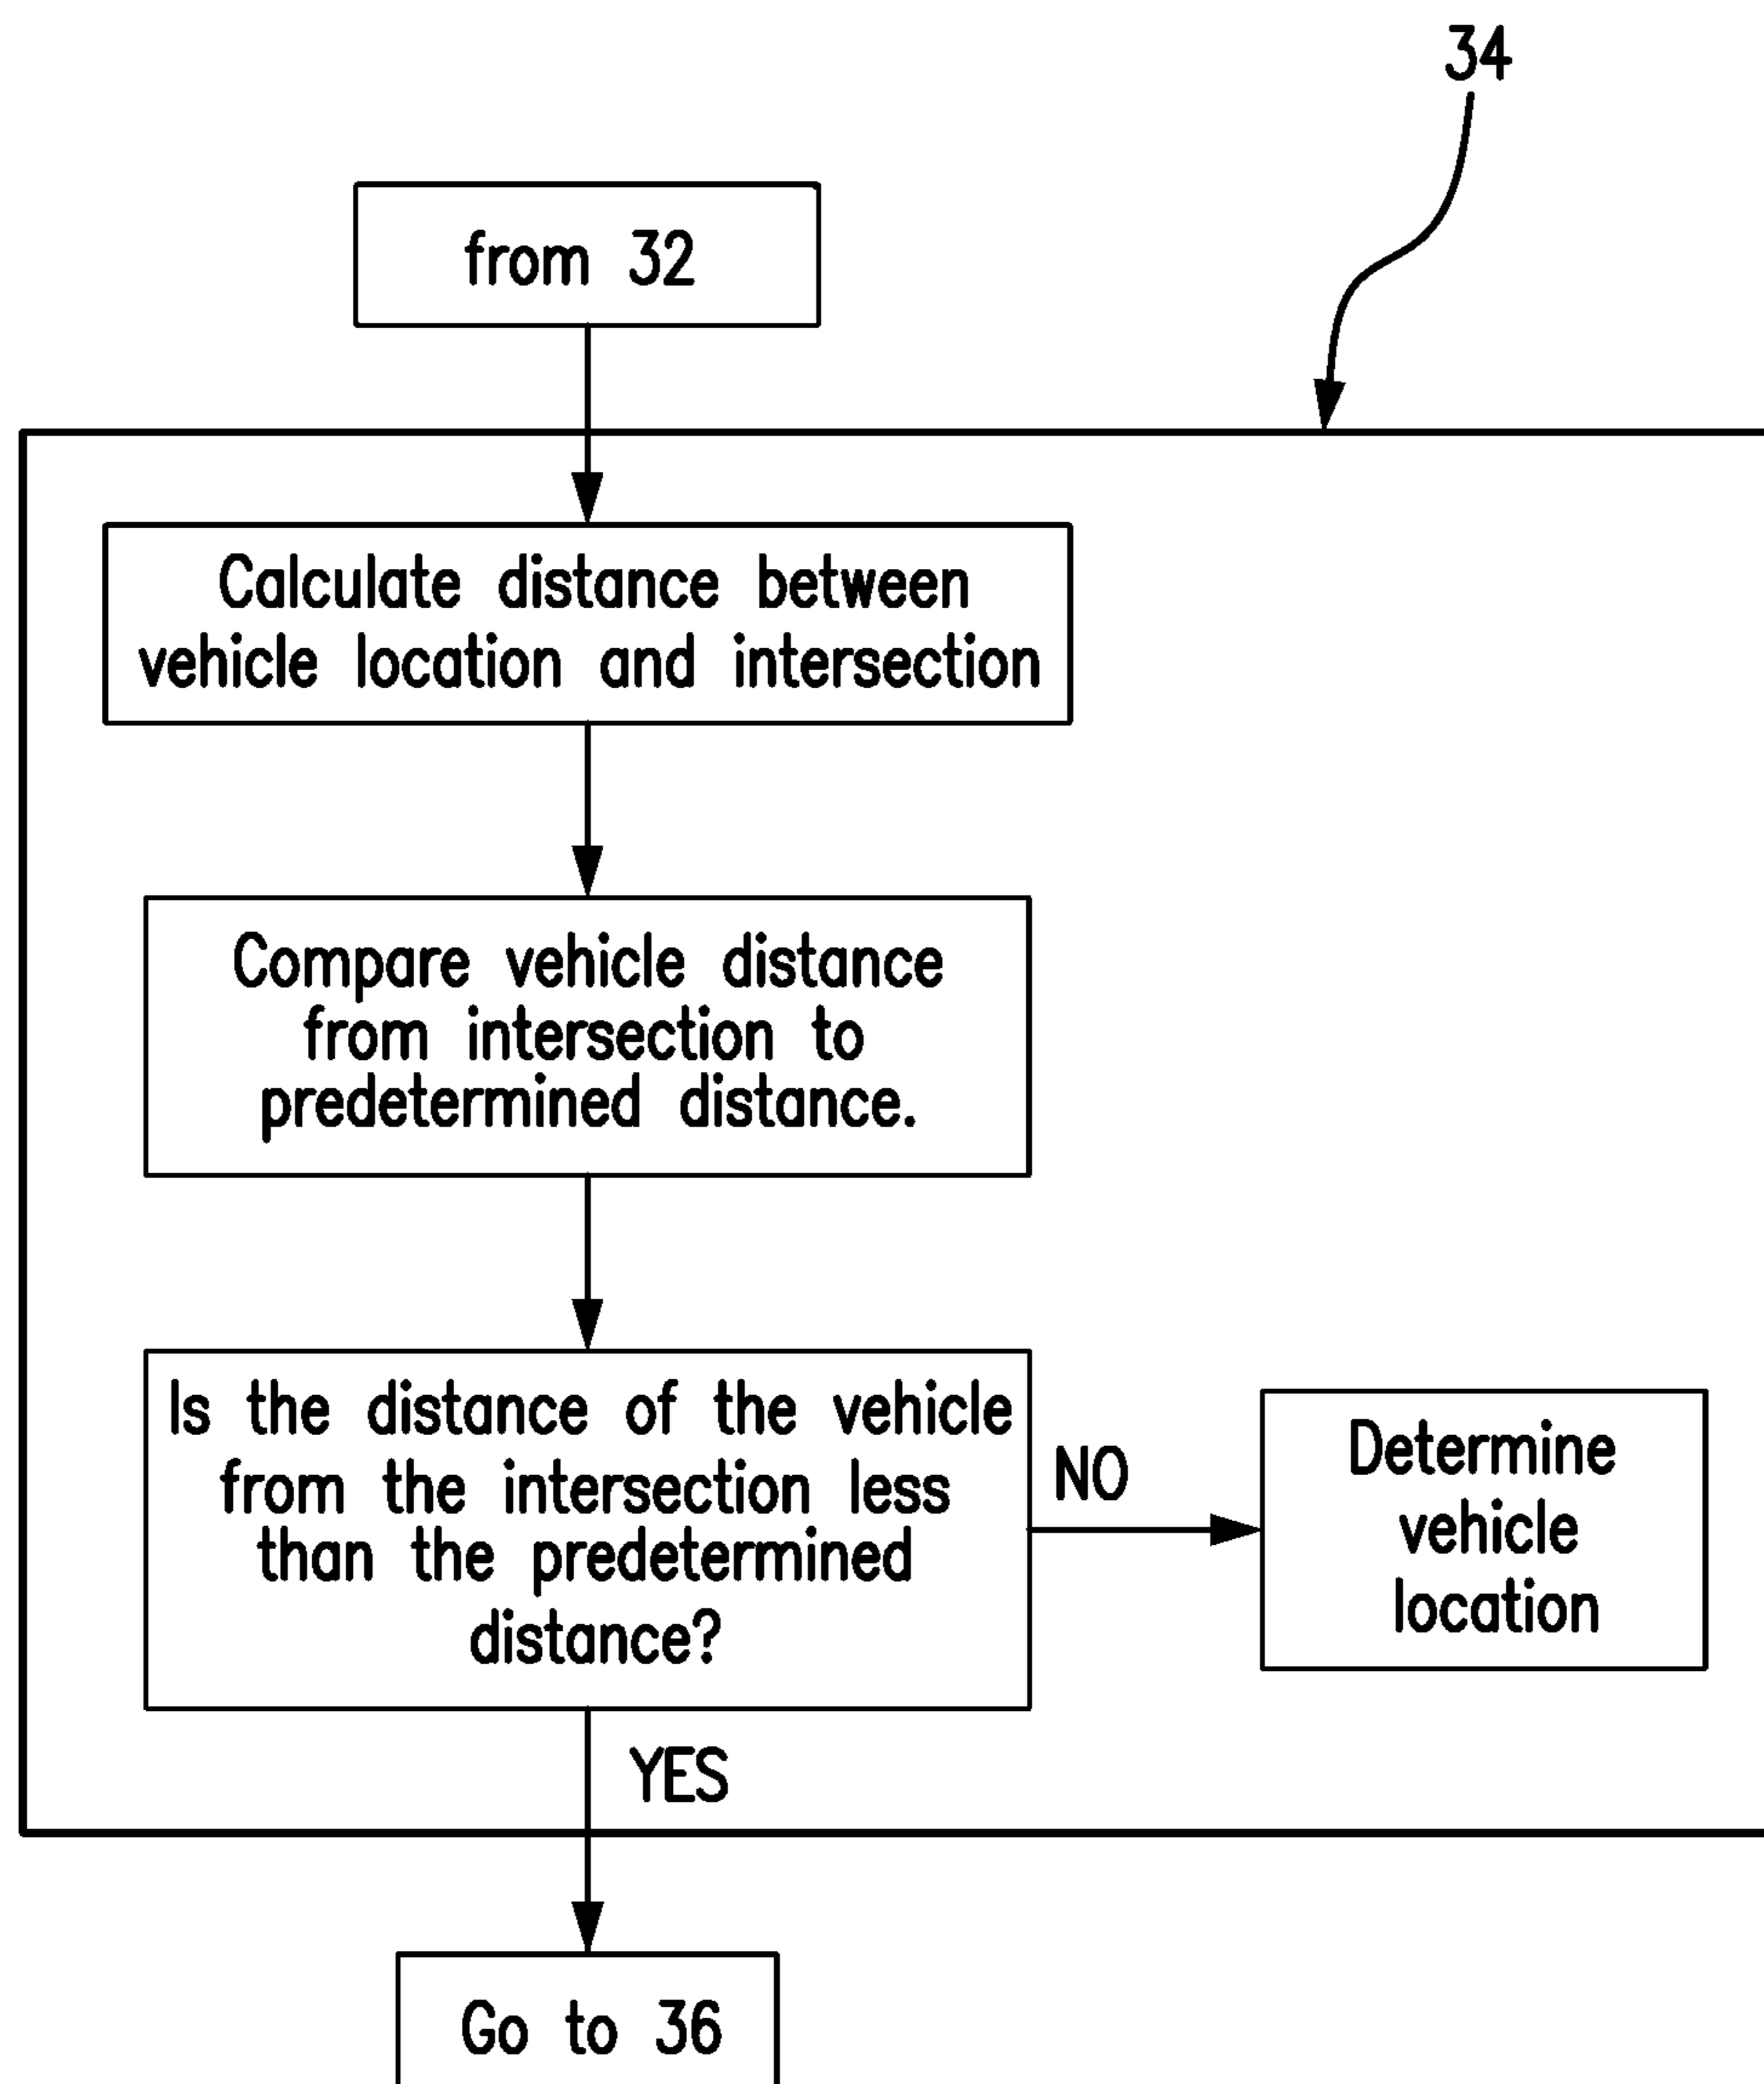 34
from 32
Calculate distance between
vehicle location and intersection
Compare vehicle distance
from intersection to
predetermined distance.
Is the distance of the vehicle
from the intersection less
than the predetermined
distance?
NO
Determine
vehicle
location
YES
Go to 36